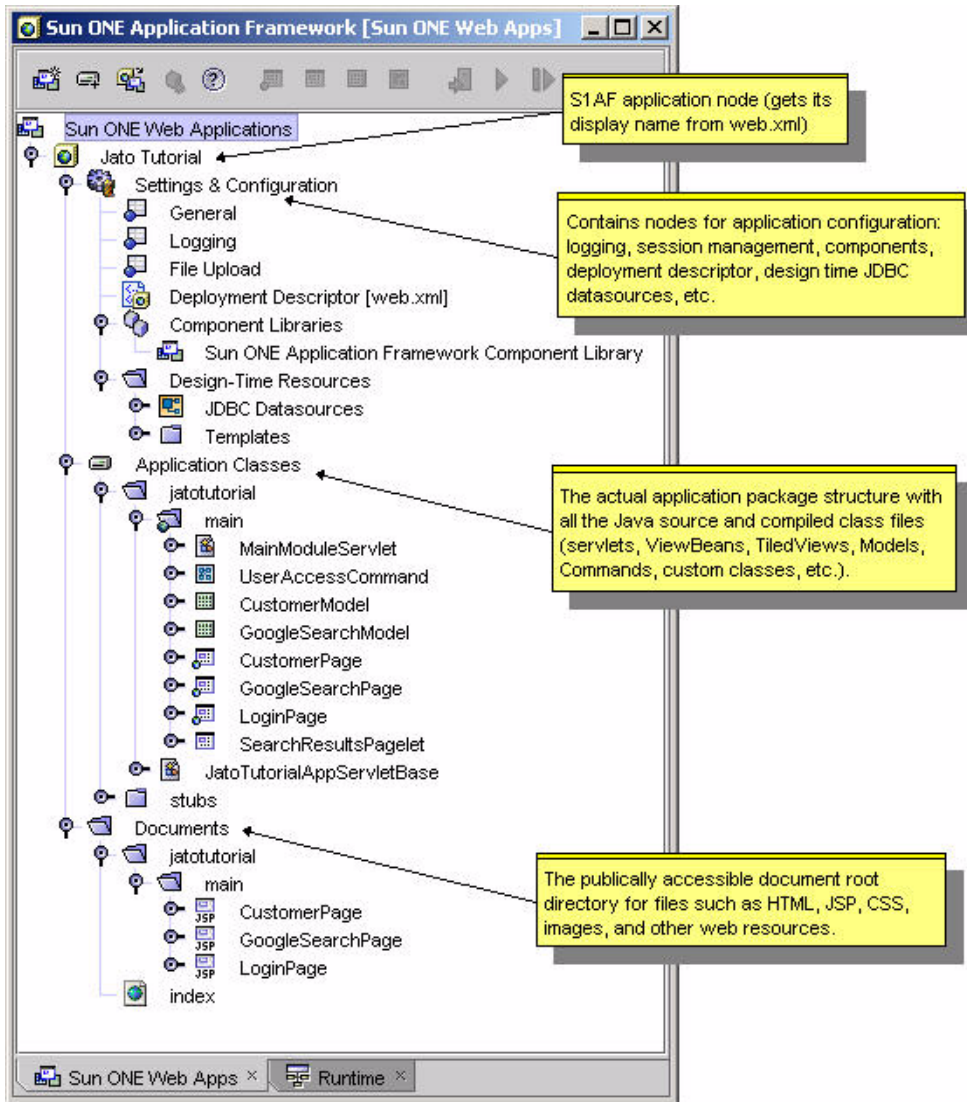 Sun ONE Application Framework [Sun ONE Web Apps]
S1AF application node (gets its
display name from web.xml)
Sun ONE Web Applications
Jato Tutorial
Settings & Configuration
General
Logging
File Upload
Deployment Descriptor [web.xml]
Component Libraries
Sun ONE Application Framework Component Library
Design-Time Resources
JDBC Datasources
Templates
Contains nodes for application configuration:
logging, session management, components,
deployment descriptor, design time JDBC
datasources, etc.
Application Classes
jatotutorial
main
MainModuleServlet
UserAccessCommand
CustomerModel
GoogleSearchModel
CustomerPage
GoogleSearchPage
LoginPage
SearchResultsPagelet
JatoTutorialAppServletBase
stubs
The actual application package structure with
all the Java source and compiled class files
(servlets, ViewBeans, TiledViews, Models,
Commands, custom classes, etc.).
Documents
jatotutorial
main
JSP CustomerPage
JSP GoogleSearchPage
JSP LoginPage
index
The publically accessible document root
directory for files such as HTML, JSP, CSS,
images, and other web resources.
Sun ONE Web Apps × Runtime ×